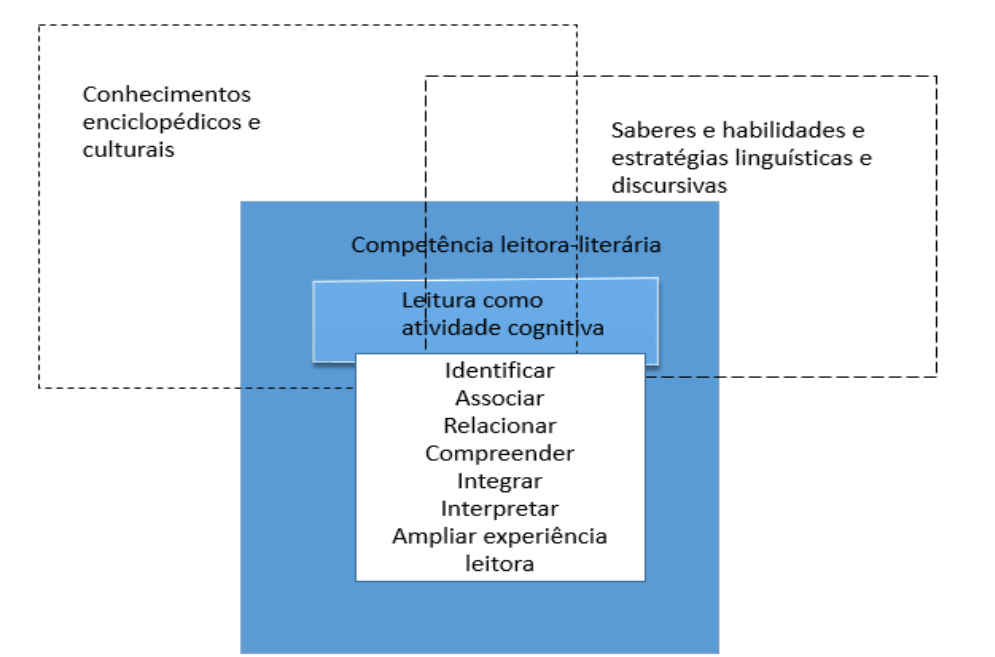 Conhecimentos
enciclopédicos e
culturais
Saberes e habilidades e
estratégias linguísticas e
discursivas
Competência leitora-literária
Leitura como
atividade cognitiva
Identificar
Associar
Relacionar
Compreender
Integrar
Interpretar
Ampliar experiência
leitora